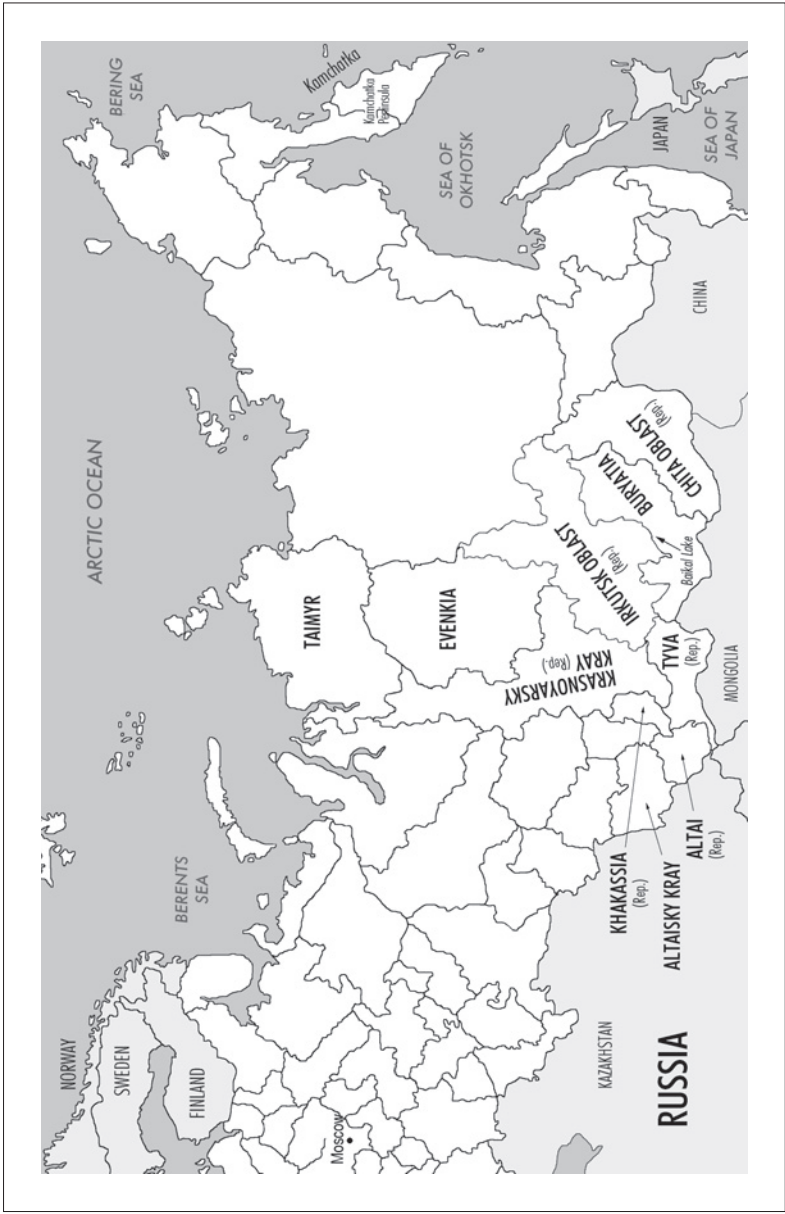 NORWAY
SWEDEN
FINLAND
BERENTS
SEA
ARCTIC OCEAN
BERING
SEA
Kamchatka
Kamchatka
Peninsula
SEA OF
OKHOTSK
JAPAN
SEA OF
JAPAN
CHINA
TAIMYR
EVENKIA
KRASNOYARSKY
KRAY (Rep.)
IRKUTSK OBLAST
(Rep.)
BURYATIA
CHITA OBLAST
(Rep.)
Baikal Lake
TYVA
(Rep.)
MONGOLIA
KHAKASSIA
(Rep.)
ALTAISKY KRAY
ALTAI
(Rep.)
Moscow
KAZAKHSTAN
RUSSIA